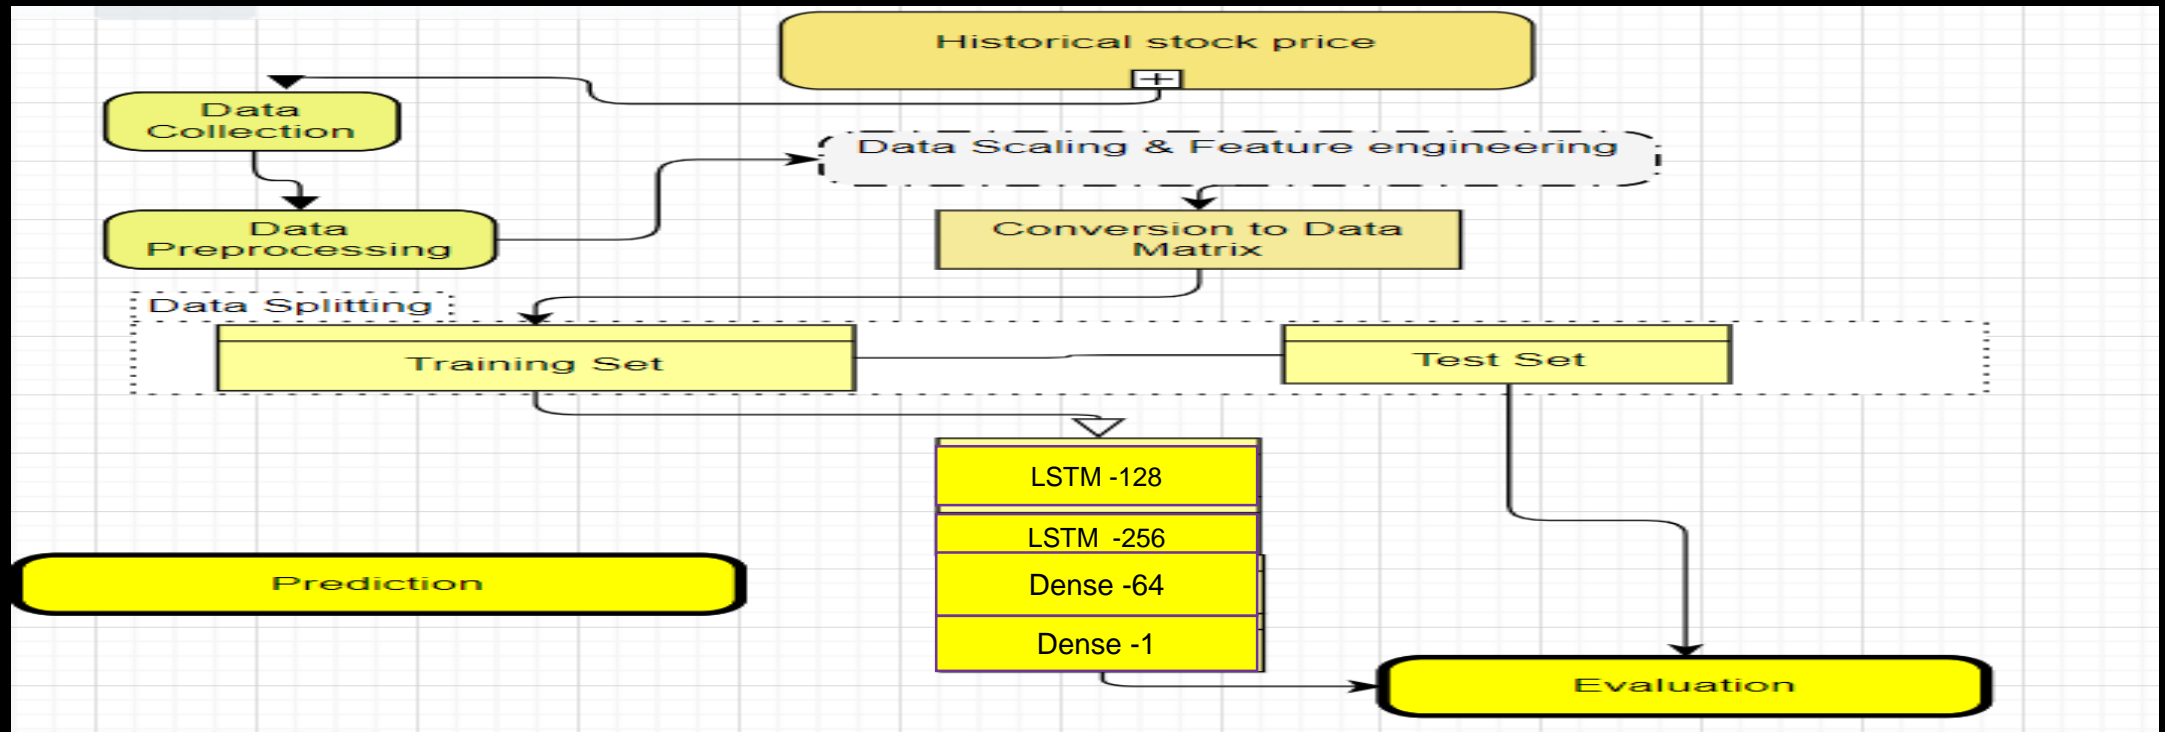 Historical stock price
Data
Collection
Data Scaling & Feature engineering
Data
Preprocessing
Conversion to Data
Matrix
Data Splitting
Training Set
Test Set
LSTM -128
LSTM -256
Dense -64
Dense -1
Prediction
Evaluation